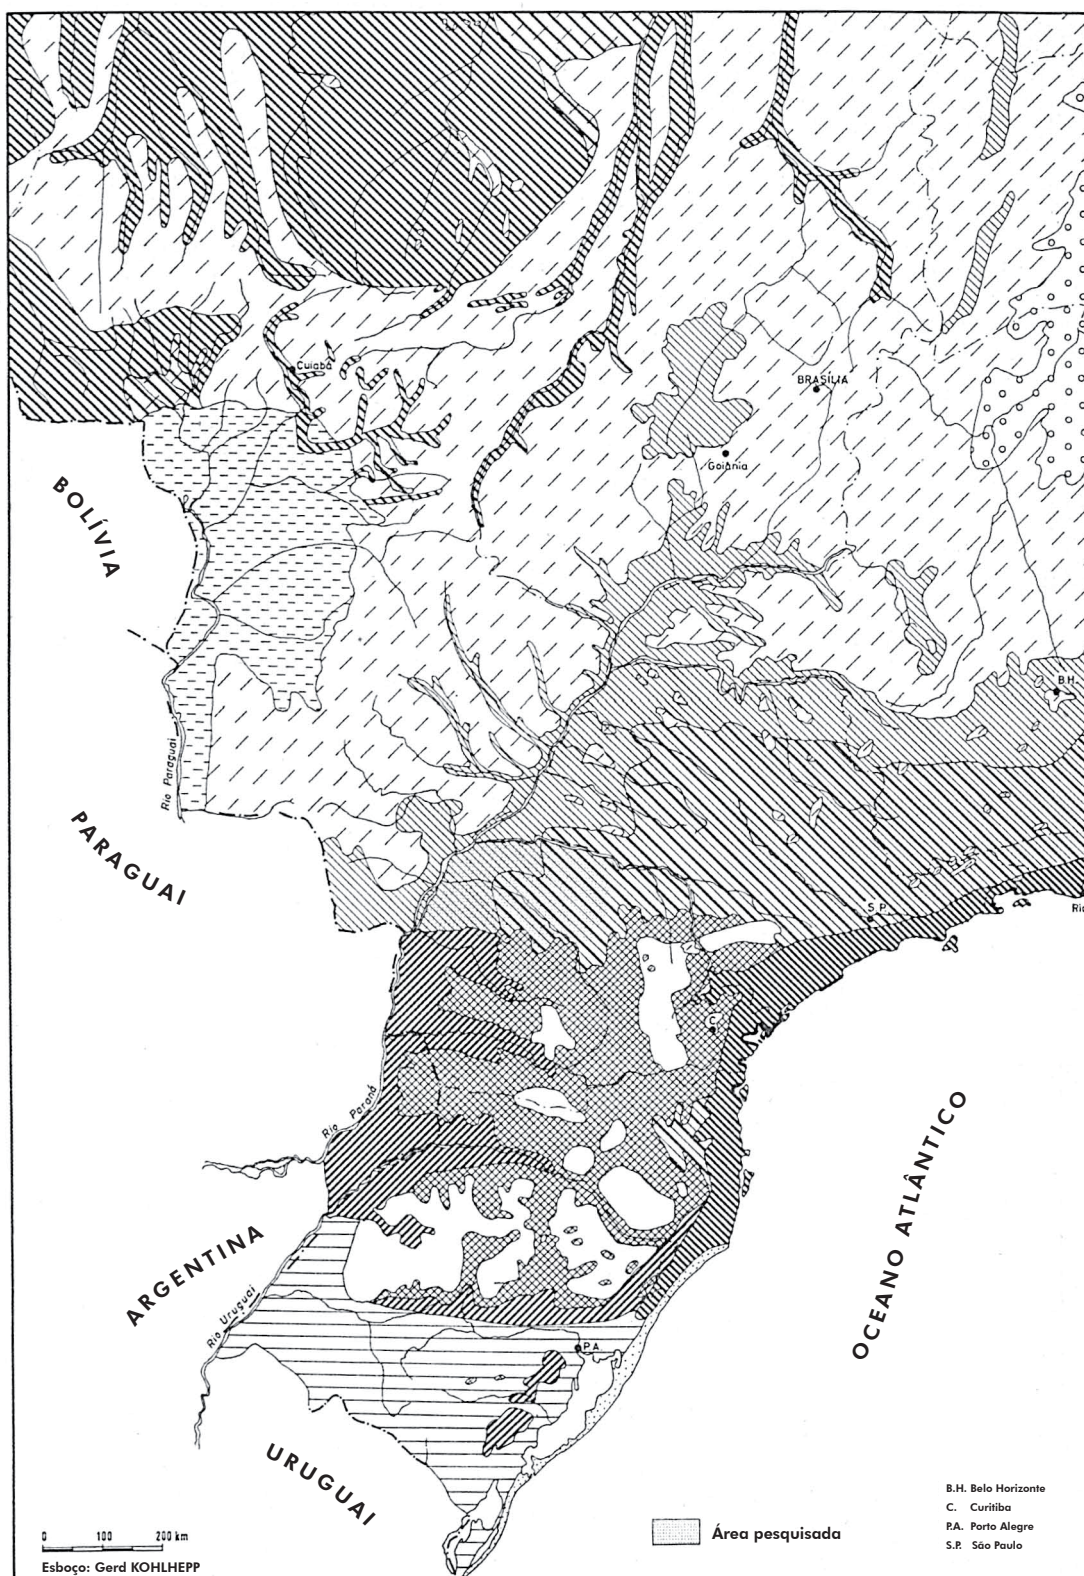 Cuiabá
BRASÍLIA
Goiânia
BOLÍVIA
B.H.
Rio Paraguai
PARAGUAI
S.P.
Rio
C.
Rio Paraná
OCEANO ATLÂNTICO
ARGENTINA
Rio Uruguai
P.A.
URUGUAI
B.H. Belo Horizonte
C. Curitiba
P.A. Porto Alegre
S.P. São Paulo
Área pesquisada
0 100 200 km
Esboço: Gerd KOHLHEPP